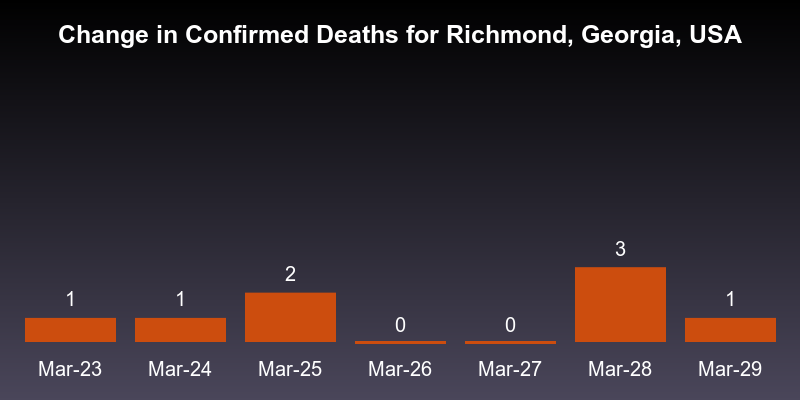 Change in Confirmed Deaths for Richmond, Georgia, USA
1 1 2 0 0 3 1
Mar-23 Mar-24 Mar-25 Mar-26 Mar-27 Mar-28 Mar-29